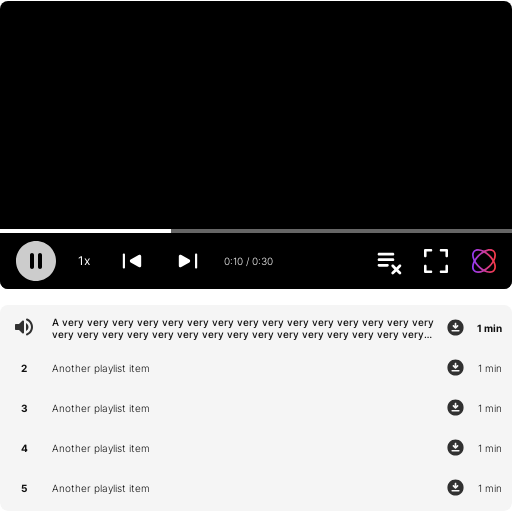 1x
0:10 / 0:30
A very very very very very very very very very very very very very very very
very very very very very very very very very very very very very very very...
1 min
2 Another playlist item 1 min
3 Another playlist item 1 min
4 Another playlist item 1 min
5 Another playlist item 1 min